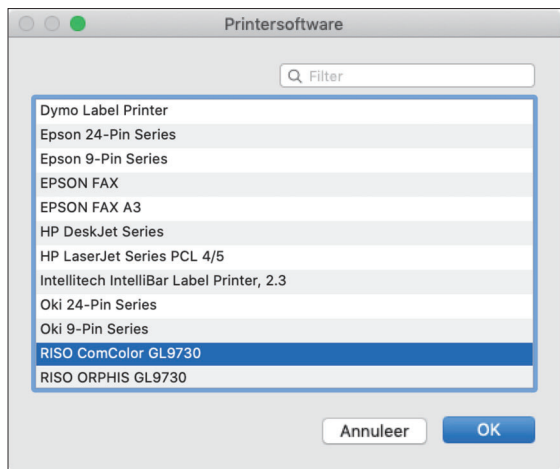 Printersoftware
Filter
Dymo Label Printer
Epson 24-Pin Series
Epson 9-Pin Series
EPSON FAX
EPSON FAX A3
HP DeskJet Series
HP LaserJet Series PCL 4/5
Intellitech IntelliBar Label Printer, 2.3
Oki 24-Pin Series
Oki 9-Pin Series
RISO ComColor GL9730
RISO ORPHIS GL9730
Annuleer OK